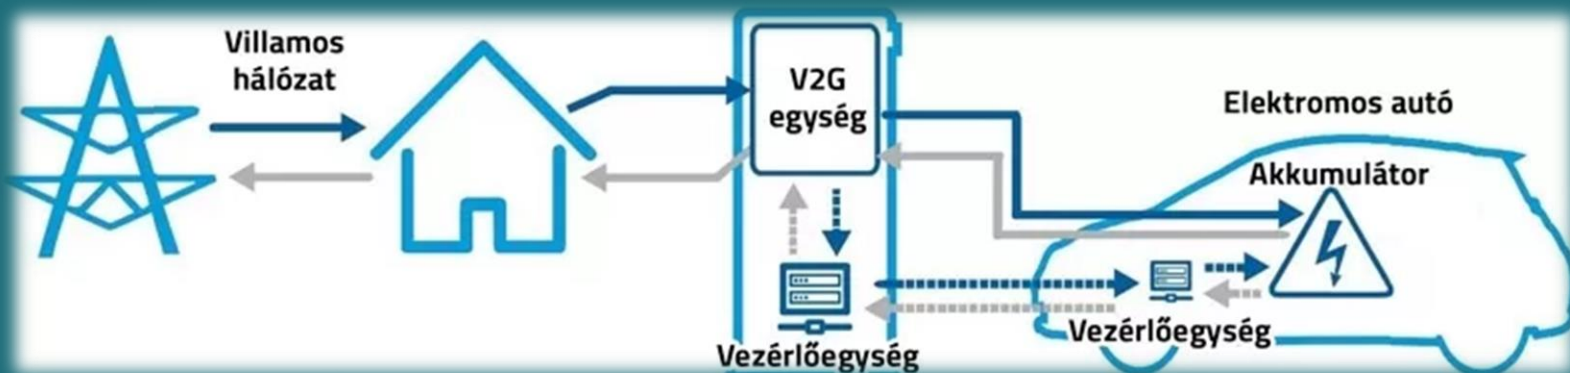 Villamos
hálózat
V2G
egység
Elektromos autó
Akkumulátor
Vezérlőegység
Vezérlőegység